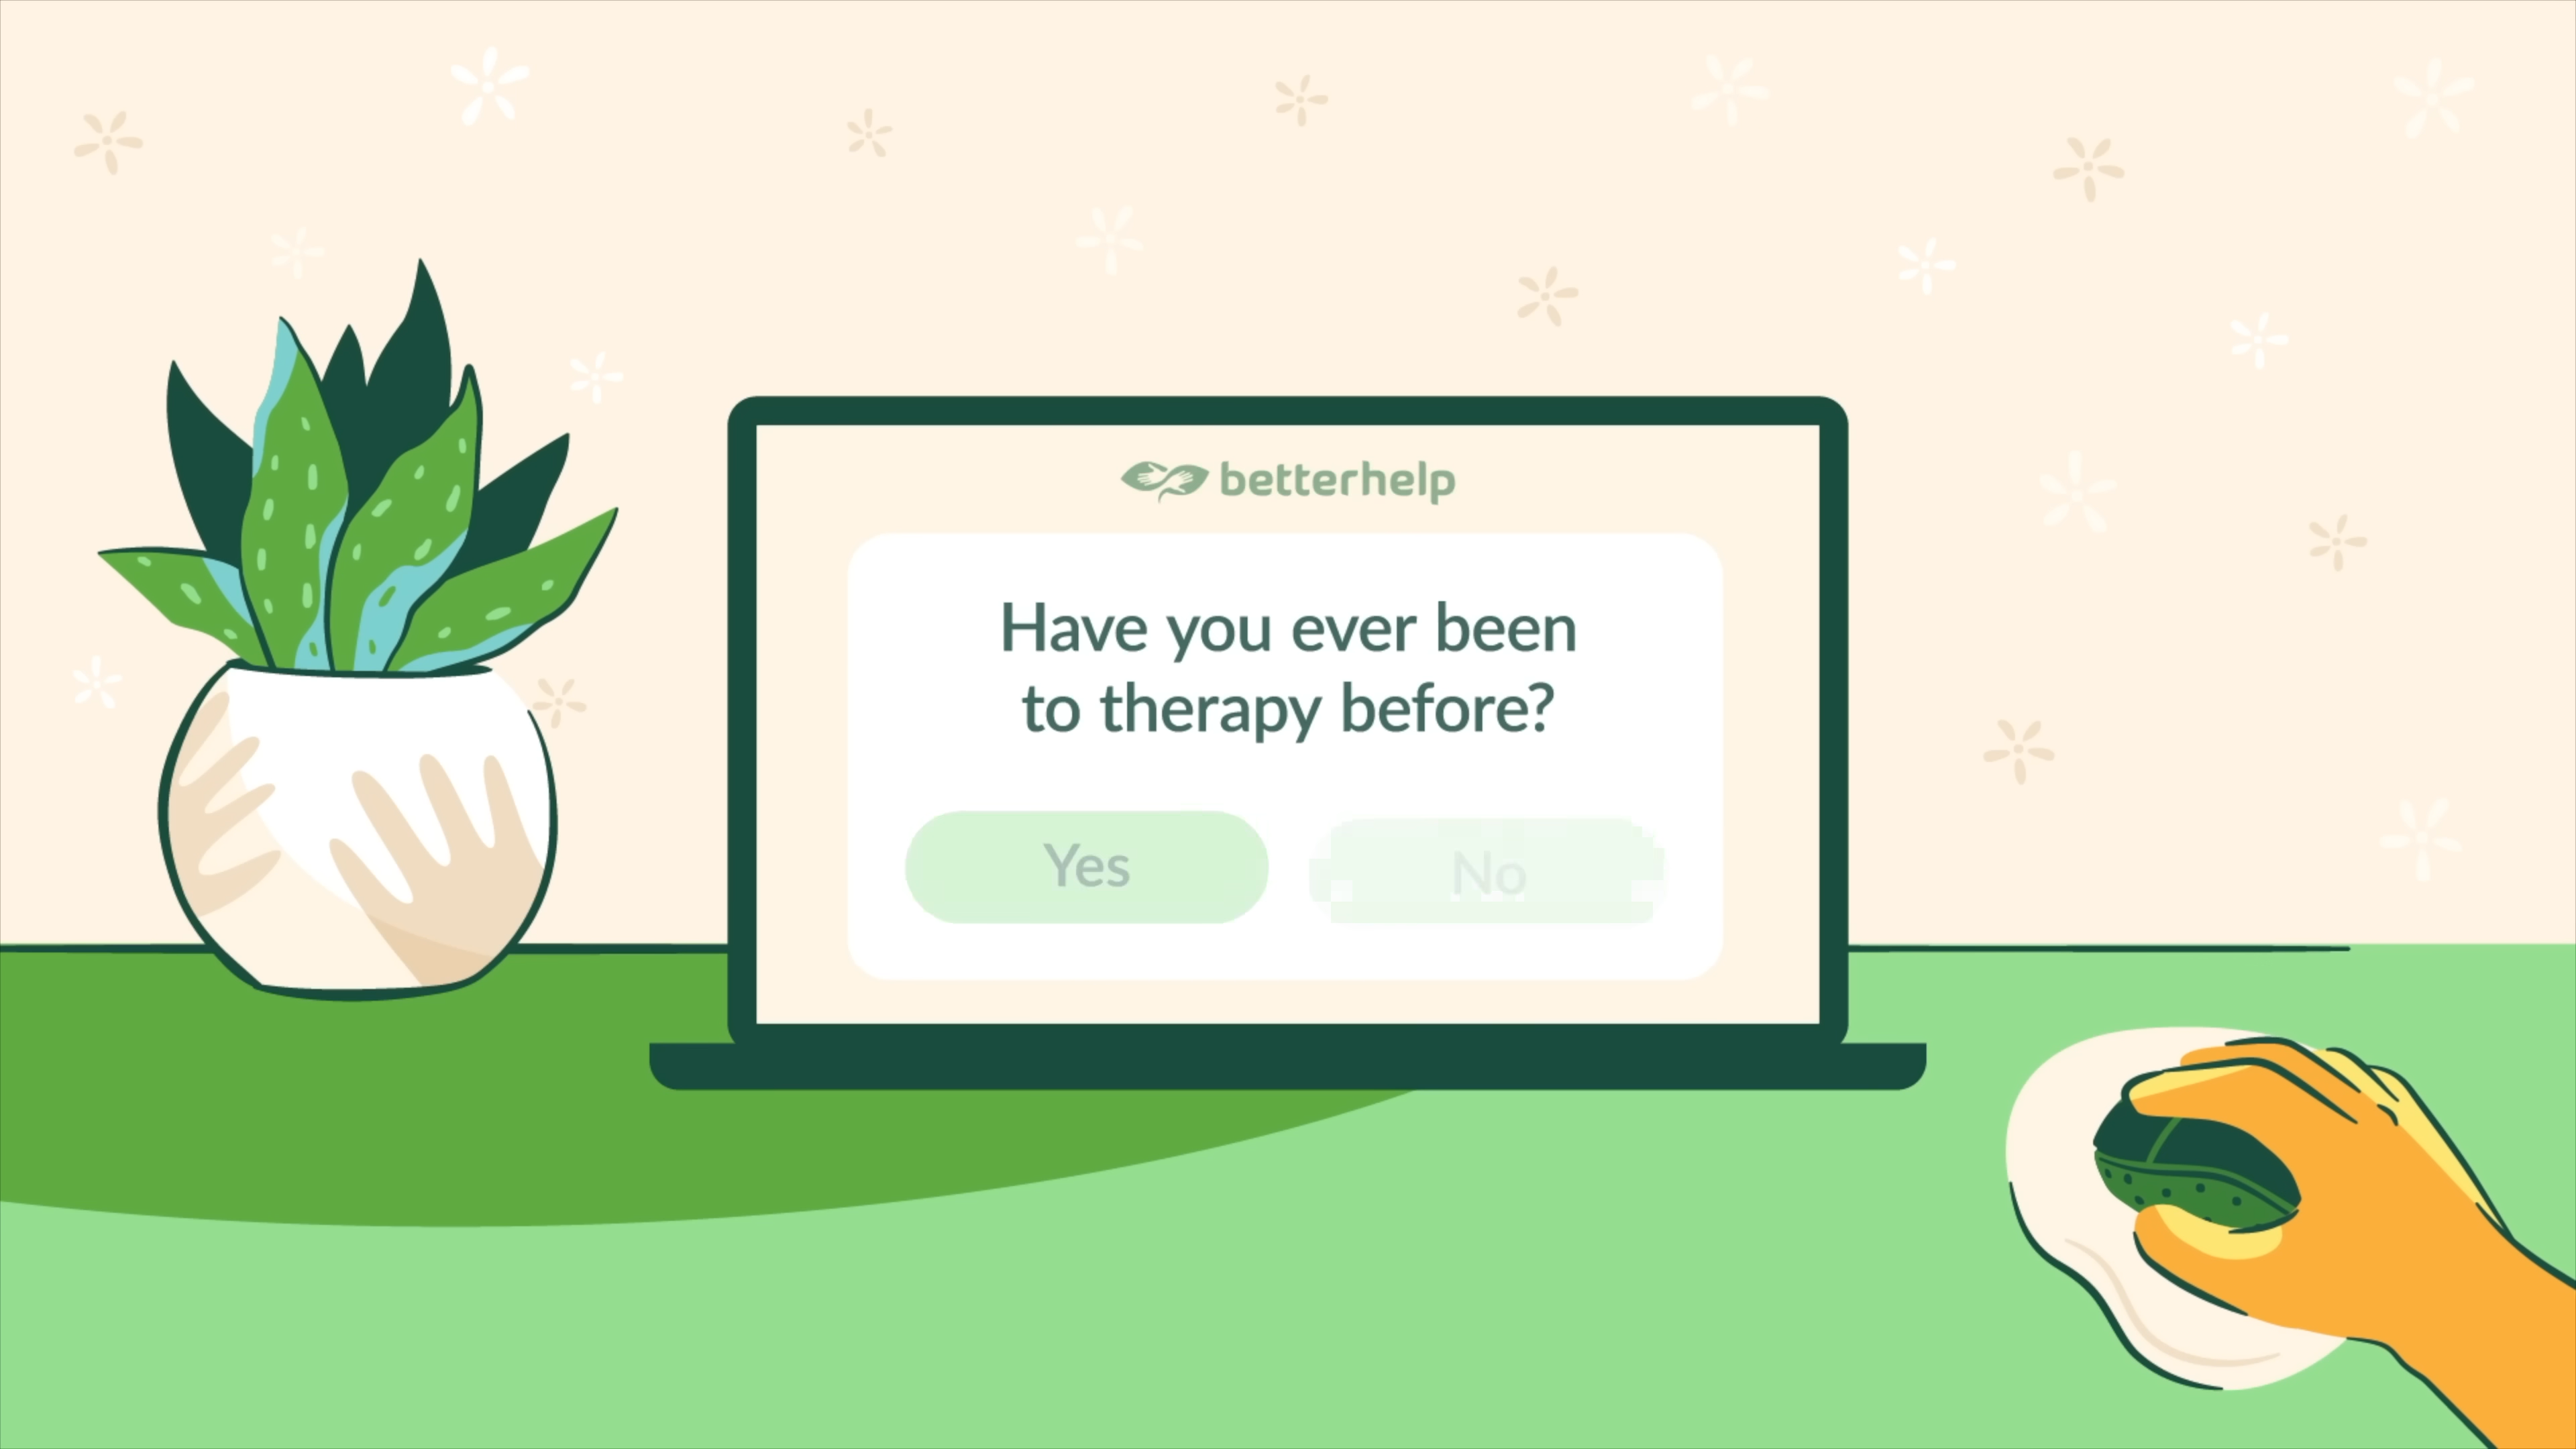 betterhelp
Have you ever been
to therapy before?
Yes
No